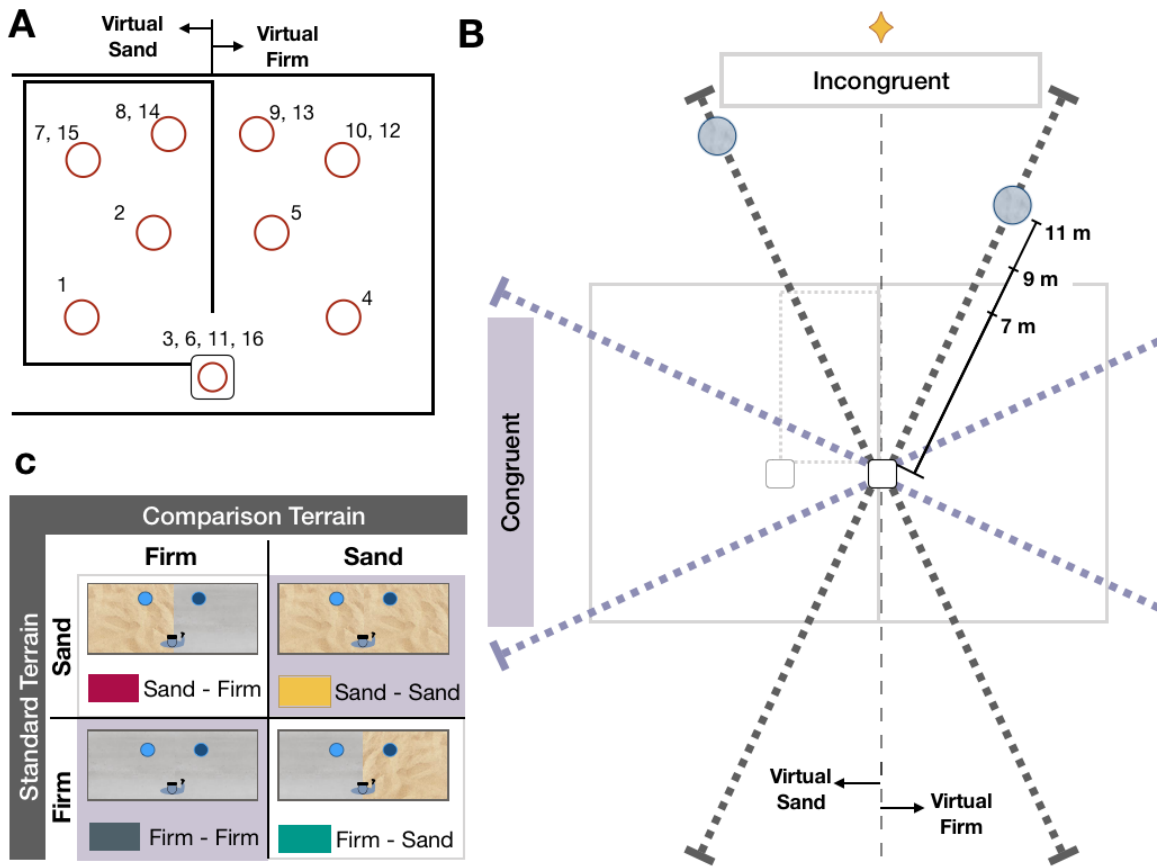 A
Virtual
Sand
Virtual
Firm
7, 15
8, 14
9, 13
10, 12
2
5
1
4
3, 6, 11, 16
B
Incongruent
11 m
9 m
7 m
Congruent
Virtual
Sand
Virtual
Firm
C
Comparison Terrain
Standard Terrain
Firm
Sand
Sand
Sand - Firm
Sand - Sand
Firm
Firm - Firm
Firm - Sand